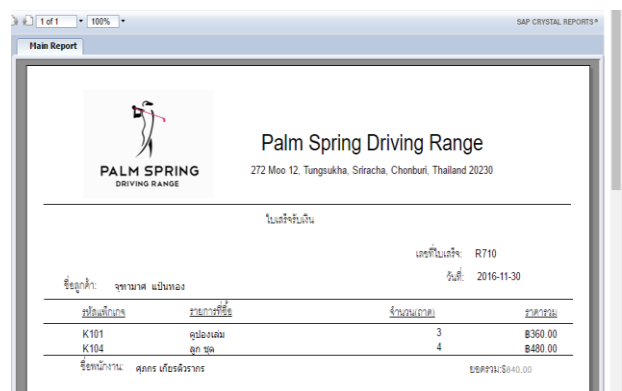 1 of 1 100% SAP CRYSTAL REPORTS®
Main Report
PALM SPRING
DRIVING RANGE
Palm Spring Driving Range
272 Moo 12, Tungsukha, Sriracha, Chonburi, Thailand 20230
ใบเสร็จรับเงิน
เลขที่ใบเสร็จ: R710
วันที่: 2016-11-30
ชื่อลูกค้า: จุฑามาศ แป้นทอง
รหัสแพ็กเกจ รายการที่ซื้อ จำนวน(ถาด) ราคารวม
K101 คูปองเล่ม 3 ฿360.00
K104 ลูก ชุด 4 ฿480.00
ชื่อพนักงาน: ศุภกร เกียรติวรากร ยอดรวม:฿840.00